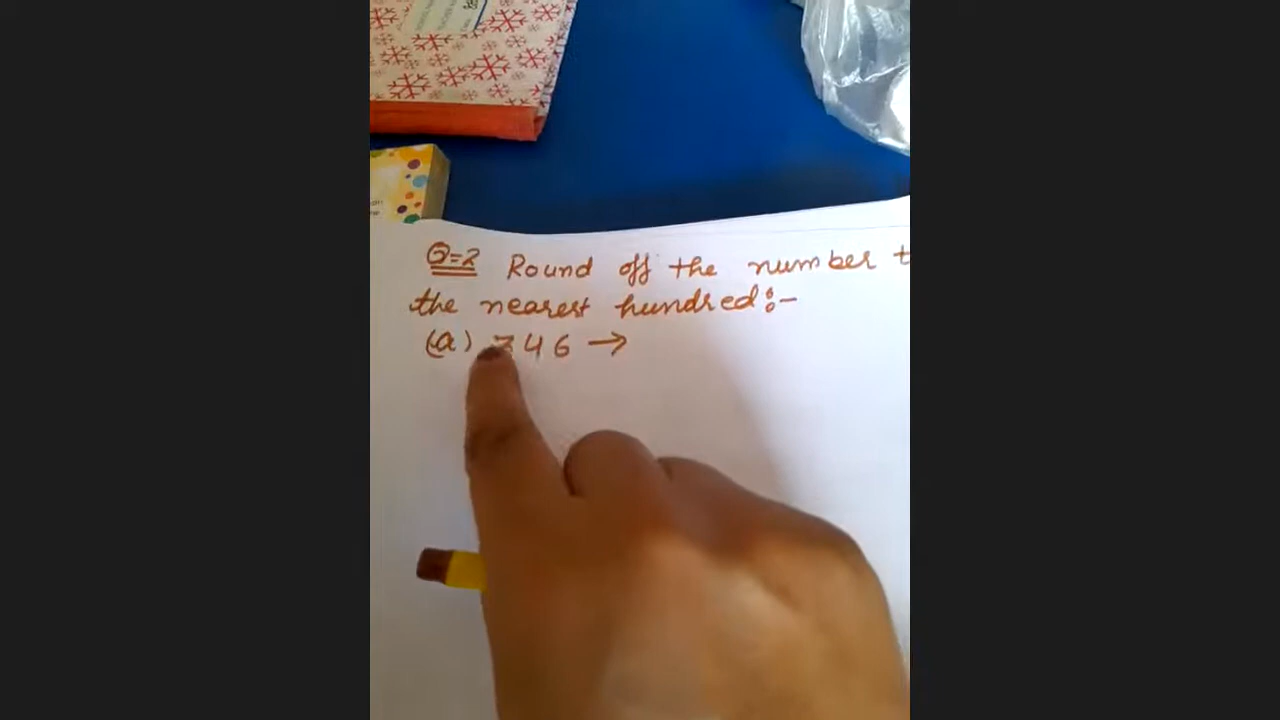 Q=2 Round off the number
the nearest hundred:-
(a) 346 →